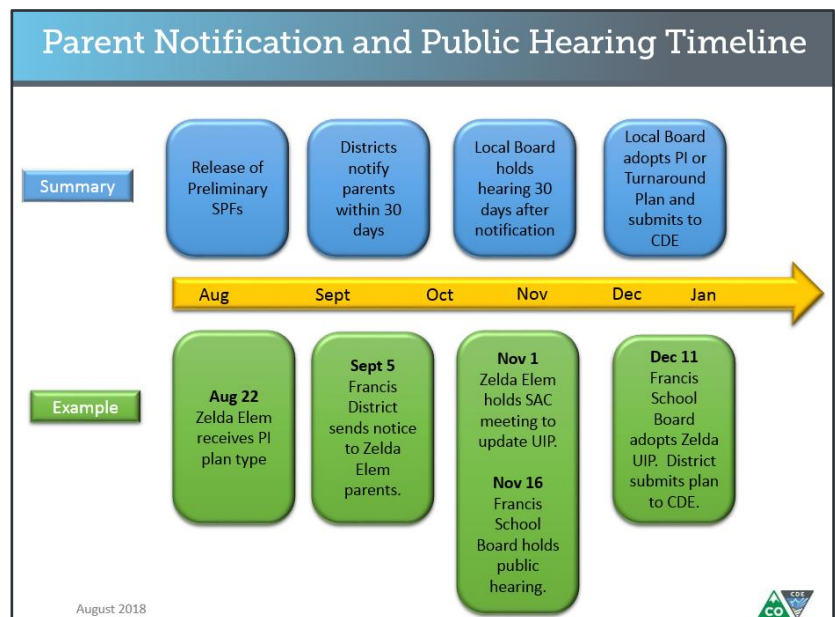 Parent Notification and Public Hearing Timeline
Summary
Release of
Preliminary
SPFs
Districts
notify
parents
within 30
days
Local Board
holds
hearing 30
days after
notification
Local Board
adopts PI or
Turnaround
Plan and
submits to
CDE
Aug
Sept
Oct
Nov
Dec
Jan
Example
Aug 22
Zelda Elem
receives PI
plan type
Sept 5
Francis
District
sends notice
to Zelda
Elem
parents.
Nov 1
Zelda Elem
holds SAC
meeting to
update UIP.
Nov 16
Francis
School
Board holds
public
hearing.
Dec 11
Francis
School
Board
adopts Zelda
UIP. District
submits plan
to CDE.
August 2018
CO
CDE